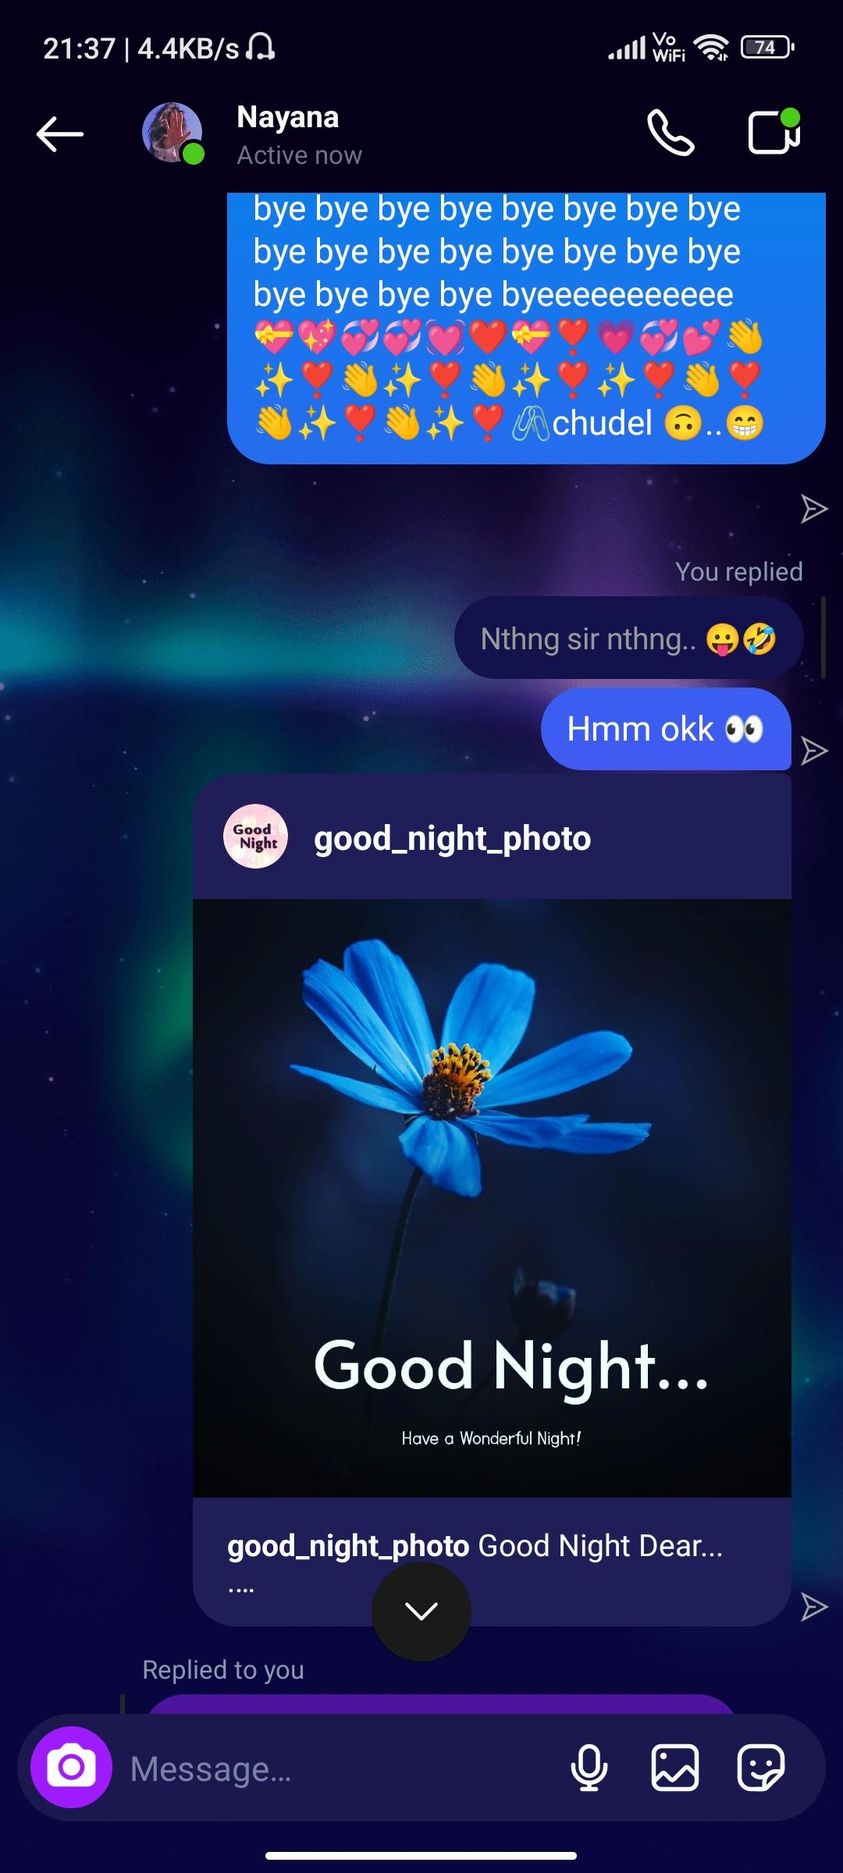 21:37 | 4.4KB/s
Vo
WiFi
74
Nayana
Active now
bye bye bye bye bye bye bye bye
bye bye bye bye bye bye bye bye
bye bye bye bye byeeeeeeeeeee
💝💖💞💞💓❤️💝❣️💗💞💕👋
✨❣️👋✨❣️👋✨❣️✨❣️👋❣️
👋✨❣️👋✨❣️🖇️chudel 🙃..😁
You replied
Nthng sir nthng.. 😛🤣
Hmm okk 👀
Good
Night
good_night_photo
Good Night...
Have a Wonderful Night!
good_night_photo Good Night Dear...
....
Replied to you
Message...